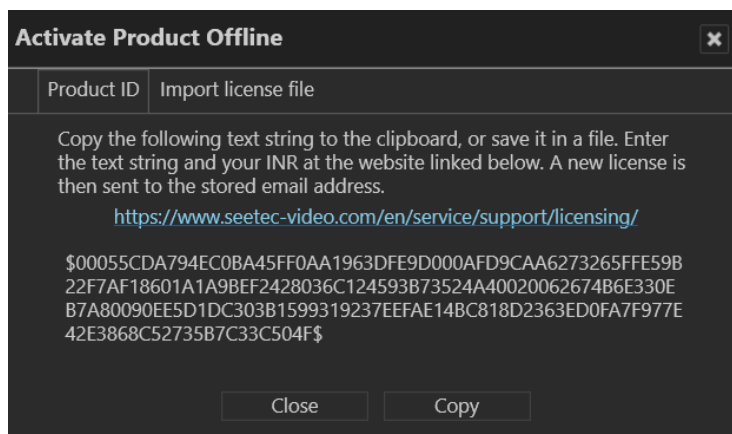 Activate Product Offline
Product ID
Import license file
Copy the following text string to the clipboard, or save it in a file. Enter
the text string and your INR at the website linked below. A new license is
then sent to the stored email address.
https://www.seetec-video.com/en/service/support/licensing/
$00055CDA794EC0BA45FF0AA1963DFE9D000AFD9CAA6273265FFE59B
22F7AF18601A1A9BEF2428036C124593B73524A40020062674B6E330E
B7A80090EE5D1DC303B1599319237EEFAE14BC818D2363ED0FA7F977E
42E3868C52735B7C33C504F$
Close
Copy